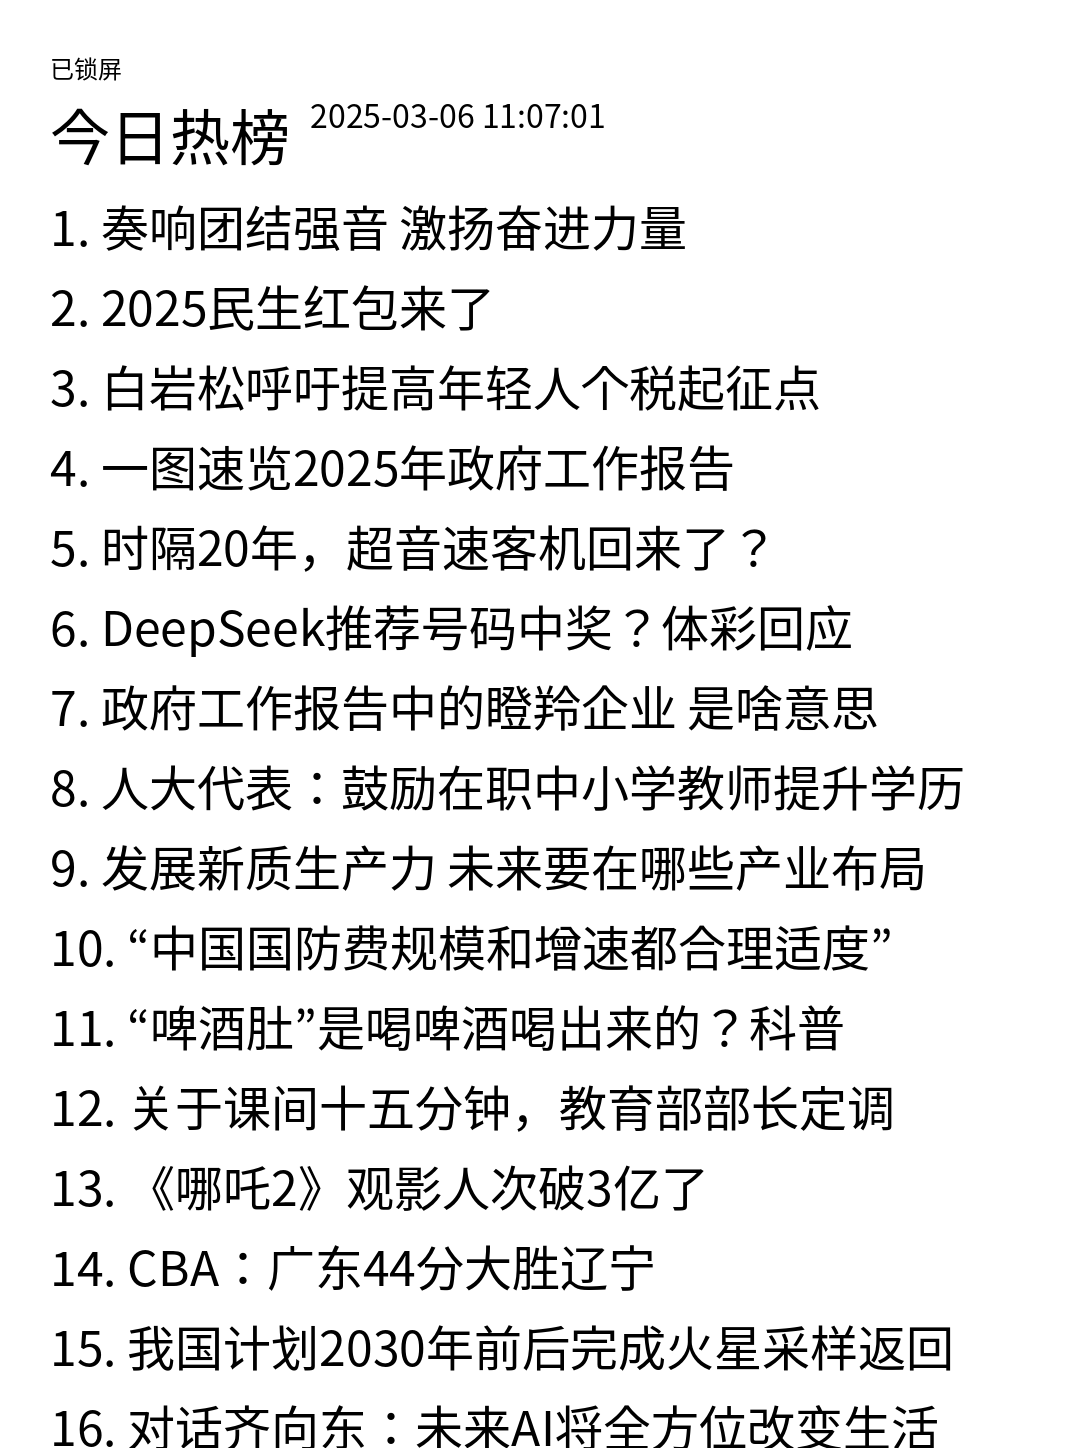 已锁屏
今日热榜 2025-03-06 11:07:01
1. 奏响团结强音 激扬奋进力量
2. 2025民生红包来了
3. 白岩松呼吁提高年轻人个税起征点
4. 一图速览2025年政府工作报告
5. 时隔20年，超音速客机回来了？
6. DeepSeek推荐号码中奖？体彩回应
7. 政府工作报告中的瞪羚企业 是啥意思
8. 人大代表：鼓励在职中小学教师提升学历
9. 发展新质生产力 未来要在哪些产业布局
10. “中国国防费规模和增速都合理适度”
11. “啤酒肚”是喝啤酒喝出来的？科普
12. 关于课间十五分钟，教育部部长定调
13. 《哪吒2》观影人次破3亿了
14. CBA：广东44分大胜辽宁
15. 我国计划2030年前后完成火星采样返回
16. 对话齐向东：未来AI将全方位改变生活